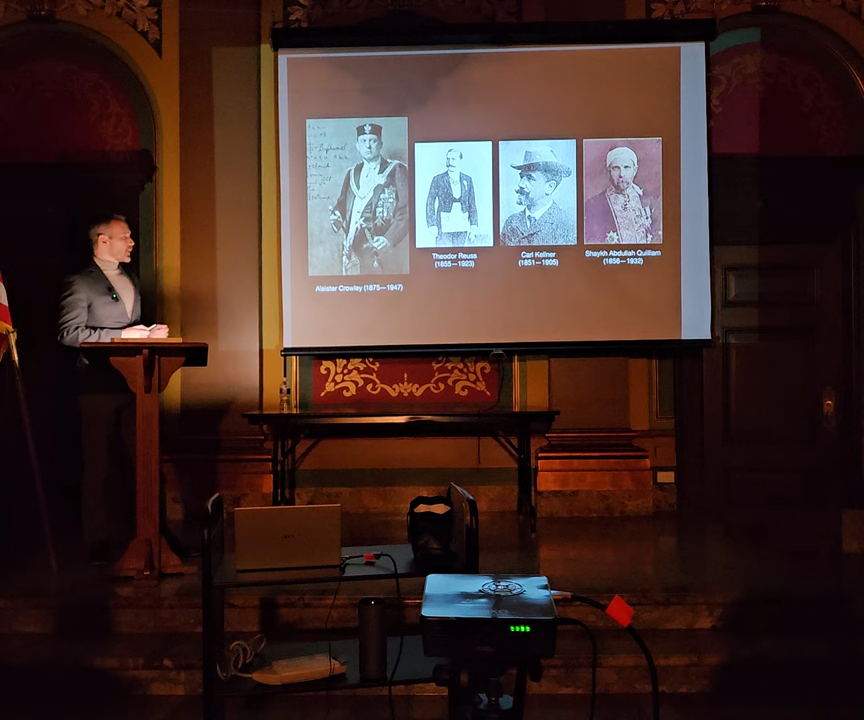 Aleister Crowley (1875—1947)
Theodor Reuss
(1855—1923)
Carl Kellner
(1851—1905)
Shaykh Abdullah Quilliam
(1856—1932)